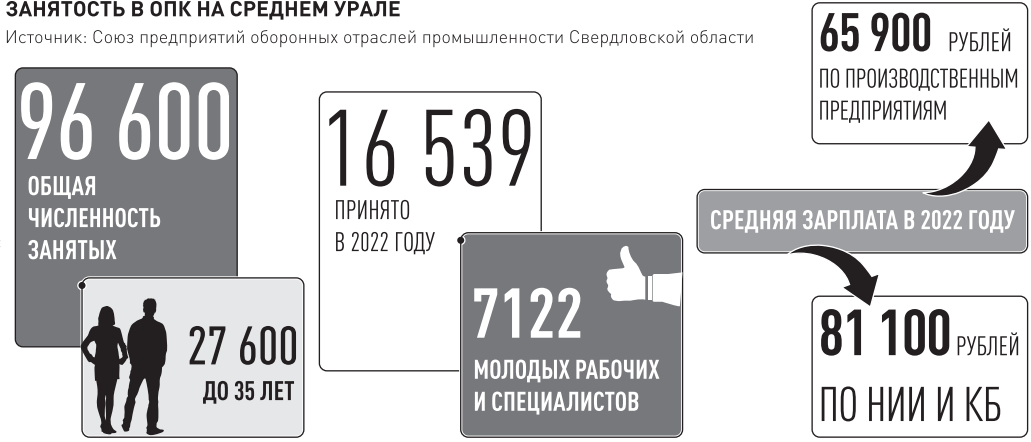 ЗАНЯТОСТЬ В ОПК НА СРЕДНЕМ УРАЛЕ
Источник: Союз предприятий оборонных отраслей промышленности Свердловской области
96 600
ОБЩАЯ
ЧИСЛЕННОСТЬ
ЗАНЯТЫХ
27 600
ДО 35 ЛЕТ
16 539
ПРИНЯТО
В 2022 ГОДУ
7122
МОЛОДЫХ РАБОЧИХ
И СПЕЦИАЛИСТОВ
65 900 РУБЛЕЙ
ПО ПРОИЗВОДСТВЕННЫМ
ПРЕДПРИЯТИЯМ
СРЕДНЯЯ ЗАРПЛАТА В 2022 ГОДУ
81 100 РУБЛЕЙ
ПО НИИ И КБ